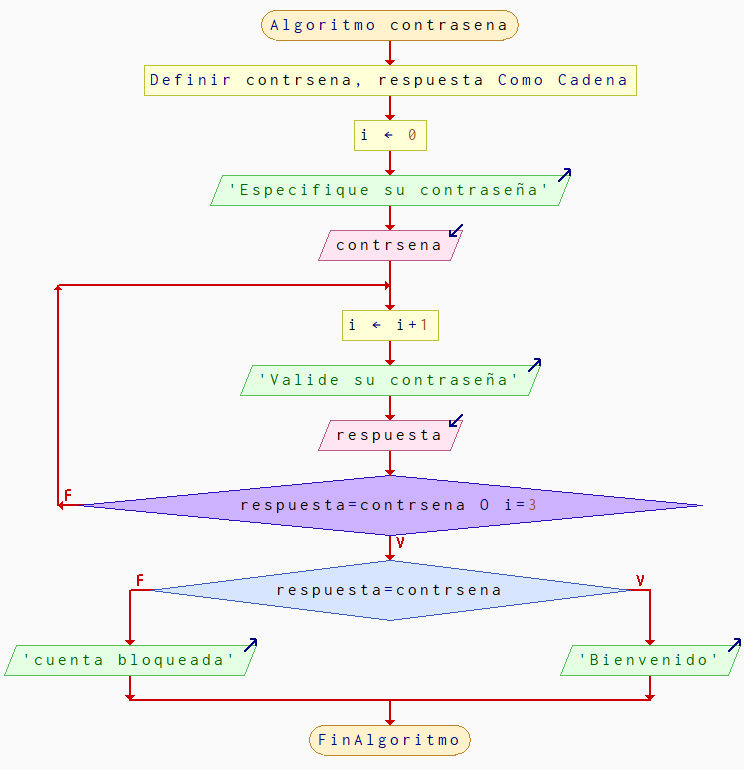 Algoritmo contrasena
Definir contrsena, respuesta Como Cadena
i ← 0
'Especifique su contraseña'
contrsena
i ← i+1
'Valide su contraseña'
respuesta
F
respuesta=contrsena O i=3
V
F
respuesta=contrsena
V
'cuenta bloqueada'
'Bienvenido'
FinAlgoritmo